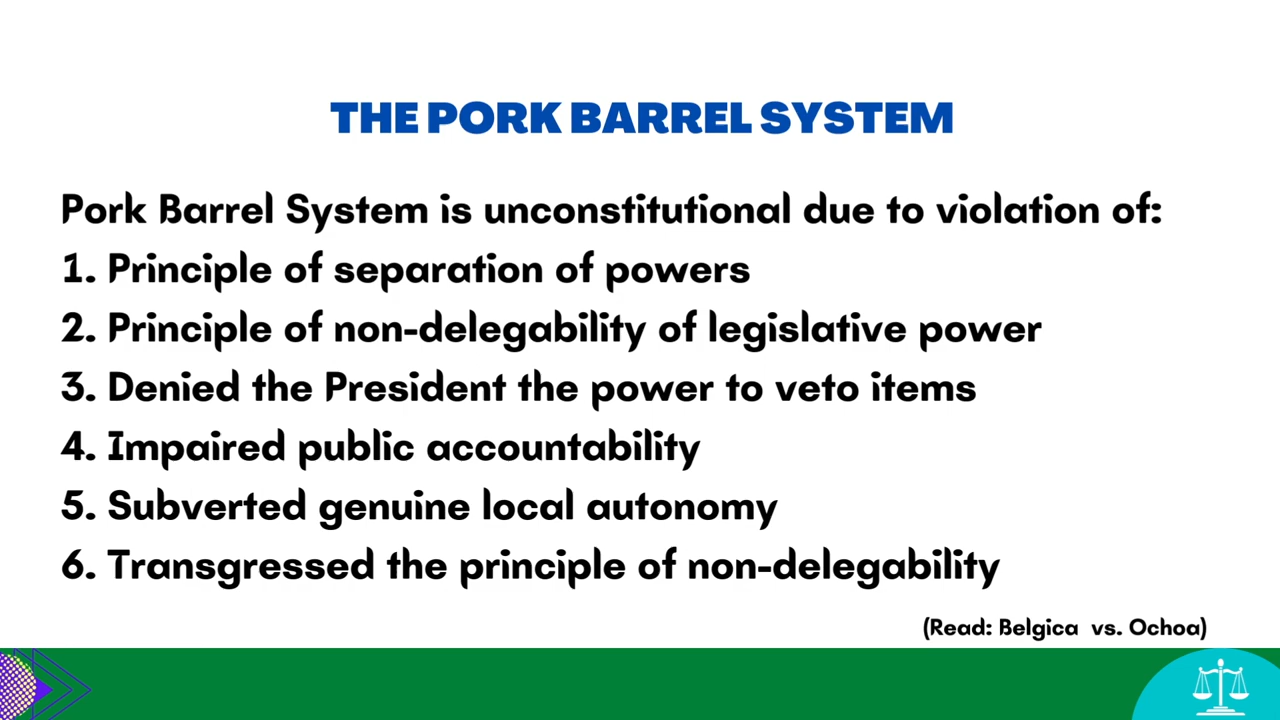 THE PORK BARREL SYSTEM
Pork Barrel System is unconstitutional due to violation of:
1. Principle of separation of powers
2. Principle of non-delegability of legislative power
3. Denied the President the power to veto items
4. Impaired public accountability
5. Subverted genuine local autonomy
6. Transgressed the principle of non-delegability
(Read: Belgica vs. Ochoa)